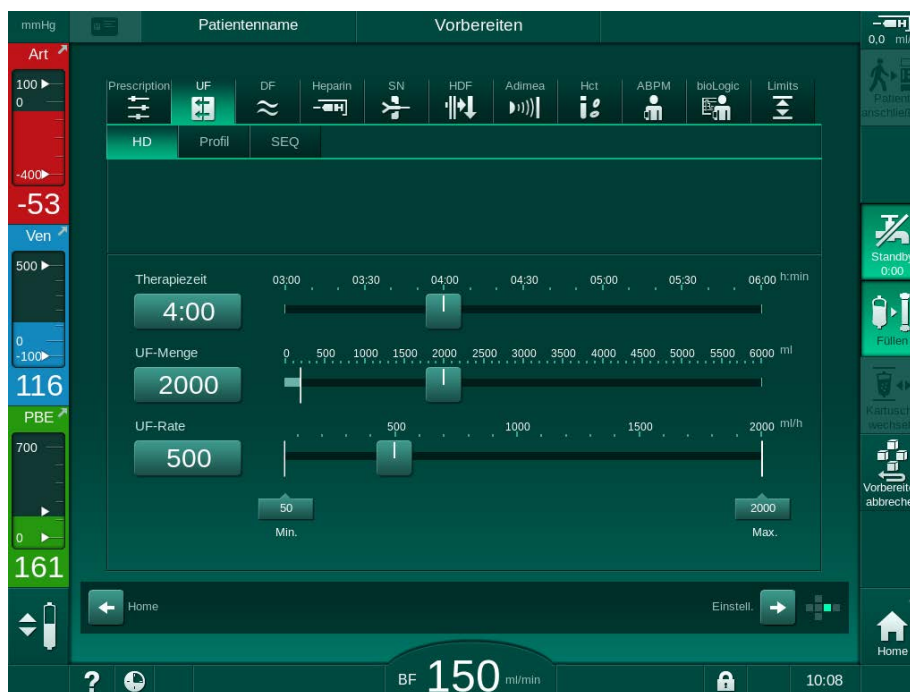 mmHg
Patientenname
Vorbereiten
0,0 ml/
Art
100
0
-400
-53
Ven
500
0
-100
116
PBE
700
0
161
Prescription UF DF Heparin SN HDF Adimea Hct ABPM bioLogic Limits
HD Profil SEQ
Therapiezeit
03:00 03:30 04:00 04:30 05:00 05:30 06:00 h:min
4:00
UF-Menge
0 500 1000 1500 2000 2500 3000 3500 4000 4500 5000 5500 6000 ml
2000
UF-Rate
500 1000 1500 2000 ml/h
500
50
Min.
2000
Max.
Home
Einstell.
Patient
anschließ
Standby
0:00
Füllen
Kartusch
wechsel
Vorbereite
abbreche
Home
? BF 150 ml/min
10:08